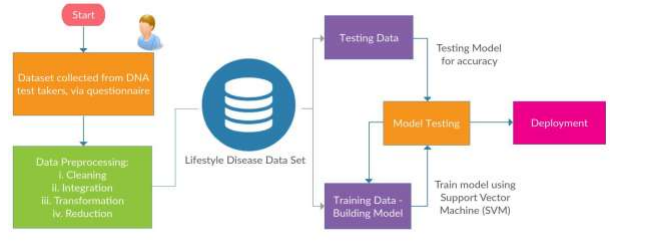 Start
Dataset collected from DNA
test takers, via questionnaire
Data Preprocessing:
i. Cleaning
ii. Integration
iii. Transformation
iv. Reduction
Lifestyle Disease Data Set
Testing Data
Testing Model
for accuracy
Model Testing
Deployment
Training Data -
Building Model
Train model using
Support Vector
Machine (SVM)